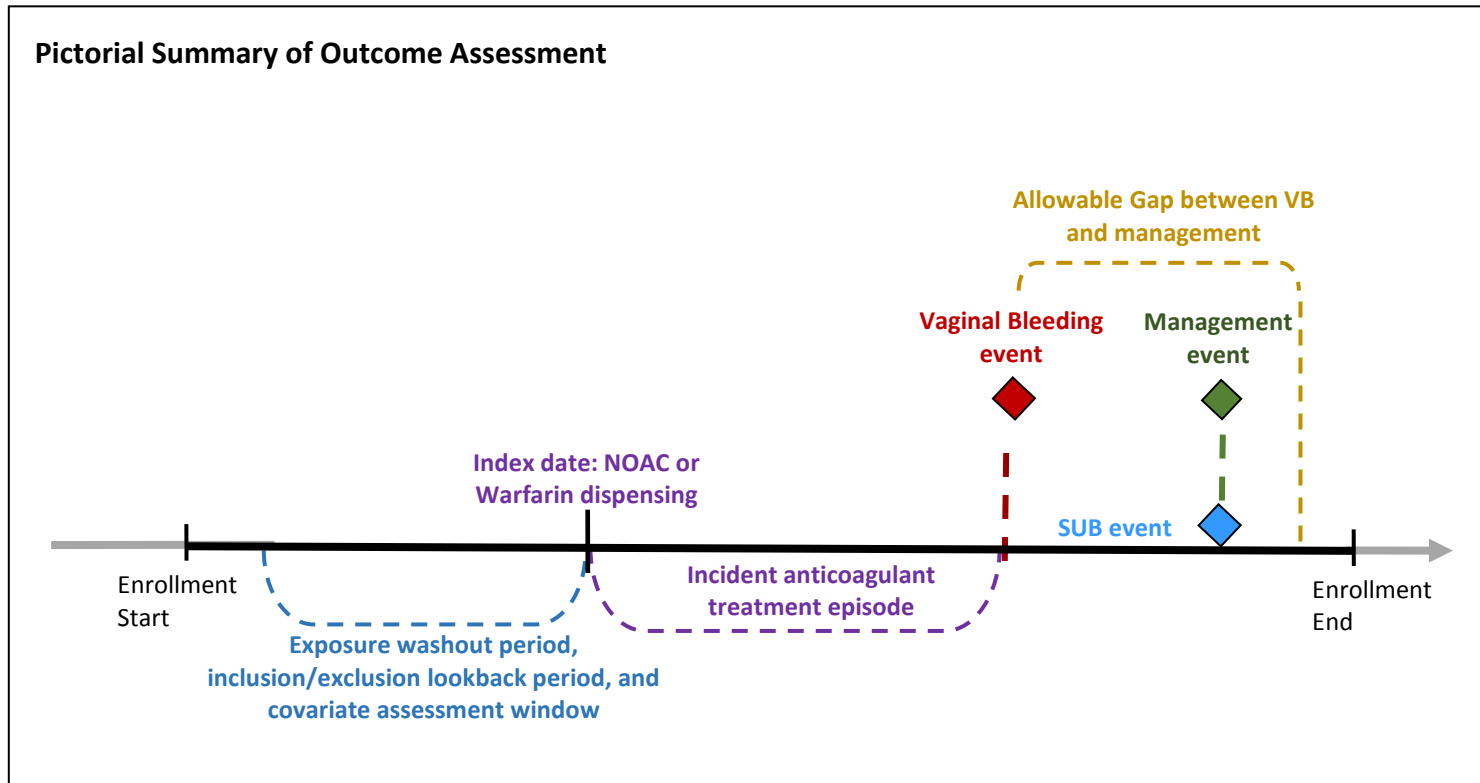 Pictorial Summary of Outcome Assessment
Allowable Gap between VB
and management
Vaginal Bleeding
event
Management
event
Index date: NOAC or
Warfarin dispensing
SUB event
Enrollment
Start
Incident anticoagulant
treatment episode
Enrollment
End
Exposure washout period,
inclusion/exclusion lookback period, and
covariate assessment window